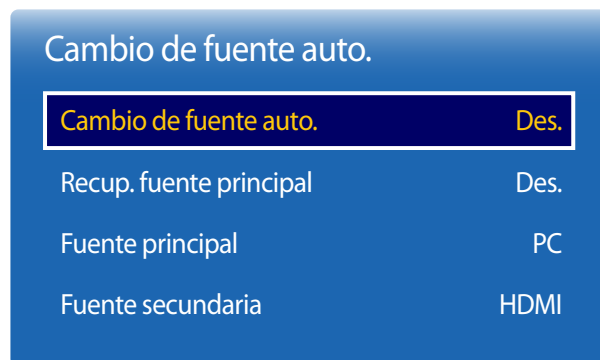 Cambio de fuente auto.
Cambio de fuente auto. Des.
Recup. fuente principal Des.
Fuente principal PC
Fuente secundaria HDMI